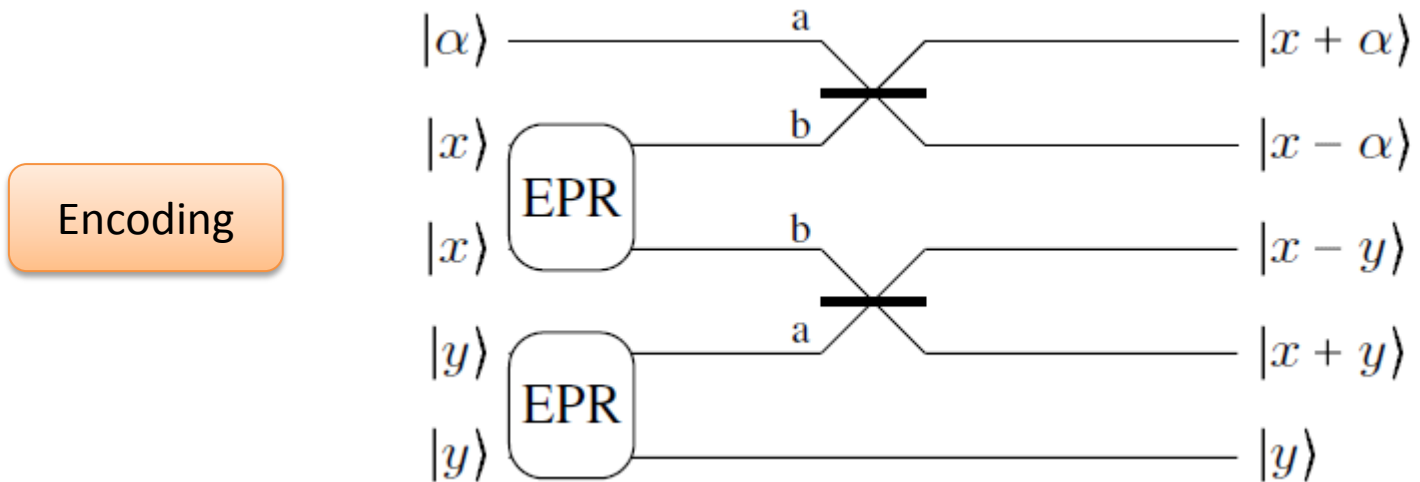 |α⟩ a |x + α⟩
|x⟩ b |x − α⟩
EPR
Encoding
|x⟩ b |x − y⟩
|y⟩ a |x + y⟩
EPR
|y⟩ |y⟩